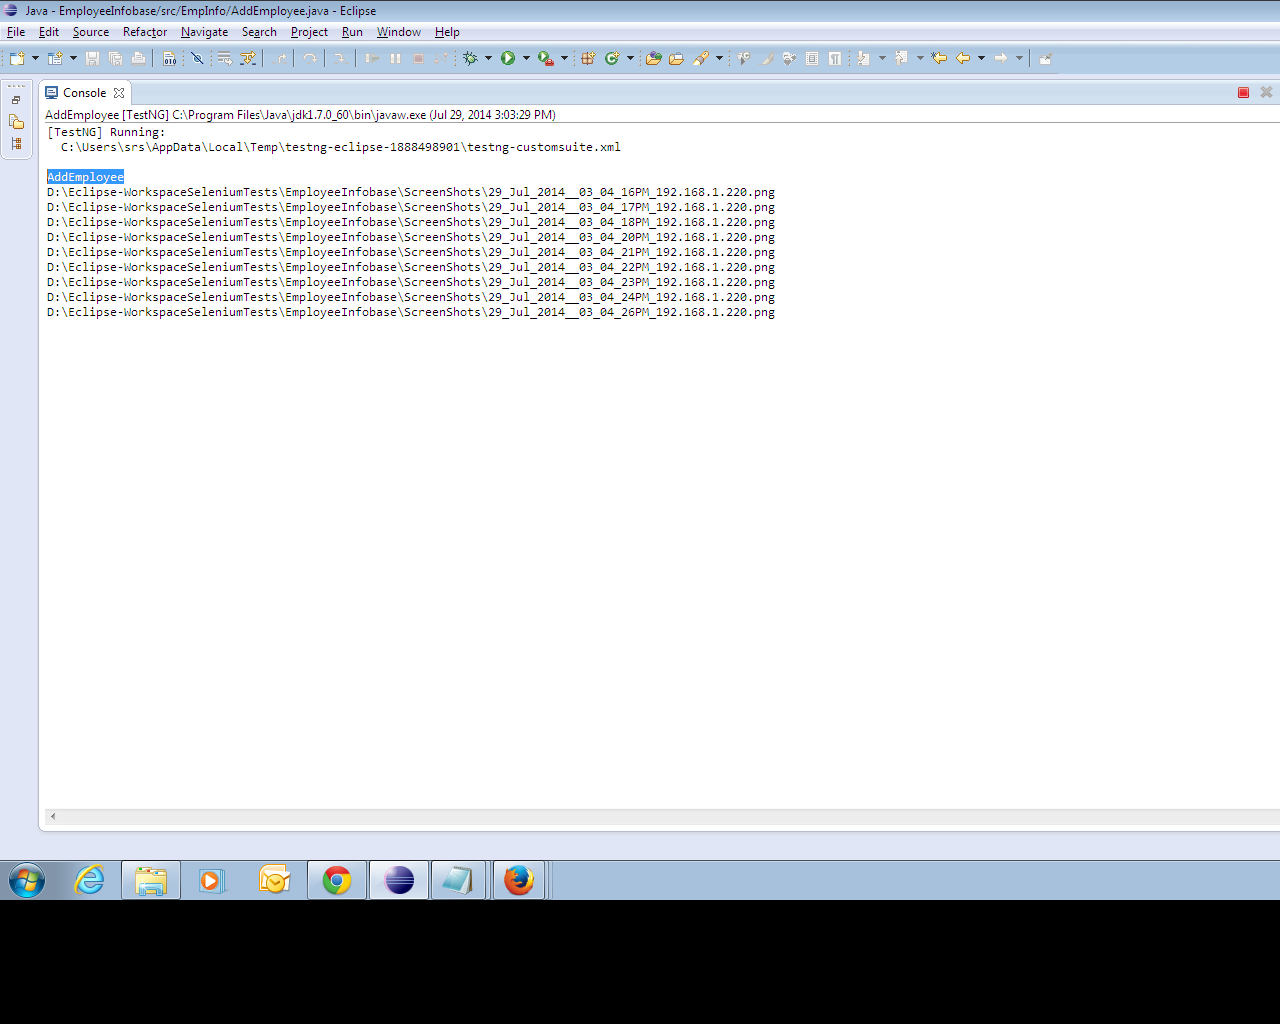 Java - EmployeeInfobase/src/EmpInfo/AddEmployee.java - Eclipse
File Edit Source Refactor Navigate Search Project Run Window Help
Console
AddEmployee [TestNG] C:\Program Files\Java\jdk1.7.0_60\bin\javaw.exe (Jul 29, 2014 3:03:29 PM)
[TestNG] Running:
C:\Users\srs\AppData\Local\Temp\testng-eclipse-1888498901\testng-customsuite.xml
AddEmployee
D:\Eclipse-WorkspaceSeleniumTests\EmployeeInfobase\ScreenShots\29_Jul_2014__03_04_16PM_192.168.1.220.png
D:\Eclipse-WorkspaceSeleniumTests\EmployeeInfobase\ScreenShots\29_Jul_2014__03_04_17PM_192.168.1.220.png
D:\Eclipse-WorkspaceSeleniumTests\EmployeeInfobase\ScreenShots\29_Jul_2014__03_04_18PM_192.168.1.220.png
D:\Eclipse-WorkspaceSeleniumTests\EmployeeInfobase\ScreenShots\29_Jul_2014__03_04_20PM_192.168.1.220.png
D:\Eclipse-WorkspaceSeleniumTests\EmployeeInfobase\ScreenShots\29_Jul_2014__03_04_21PM_192.168.1.220.png
D:\Eclipse-WorkspaceSeleniumTests\EmployeeInfobase\ScreenShots\29_Jul_2014__03_04_22PM_192.168.1.220.png
D:\Eclipse-WorkspaceSeleniumTests\EmployeeInfobase\ScreenShots\29_Jul_2014__03_04_23PM_192.168.1.220.png
D:\Eclipse-WorkspaceSeleniumTests\EmployeeInfobase\ScreenShots\29_Jul_2014__03_04_24PM_192.168.1.220.png
D:\Eclipse-WorkspaceSeleniumTests\EmployeeInfobase\ScreenShots\29_Jul_2014__03_04_26PM_192.168.1.220.png